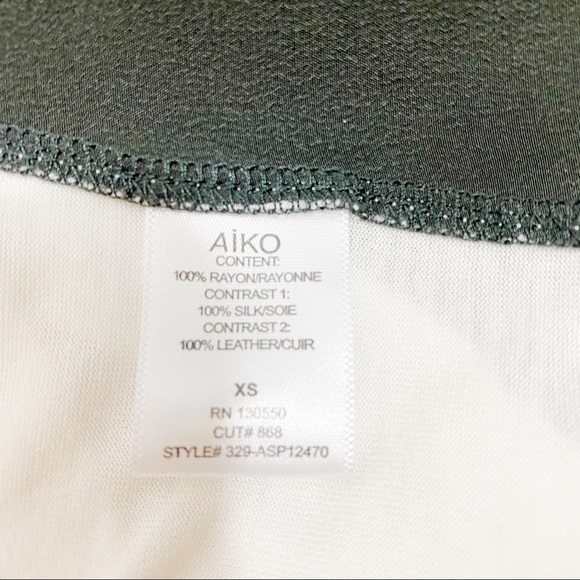 AiKO
CONTENT:
100% RAYON/RAYONNE
CONTRAST 1:
100% SILK/SOIE
CONTRAST 2:
100% LEATHER/CUIR
XS
RN 130550
CUT# 868
STYLE# 329-ASP12470